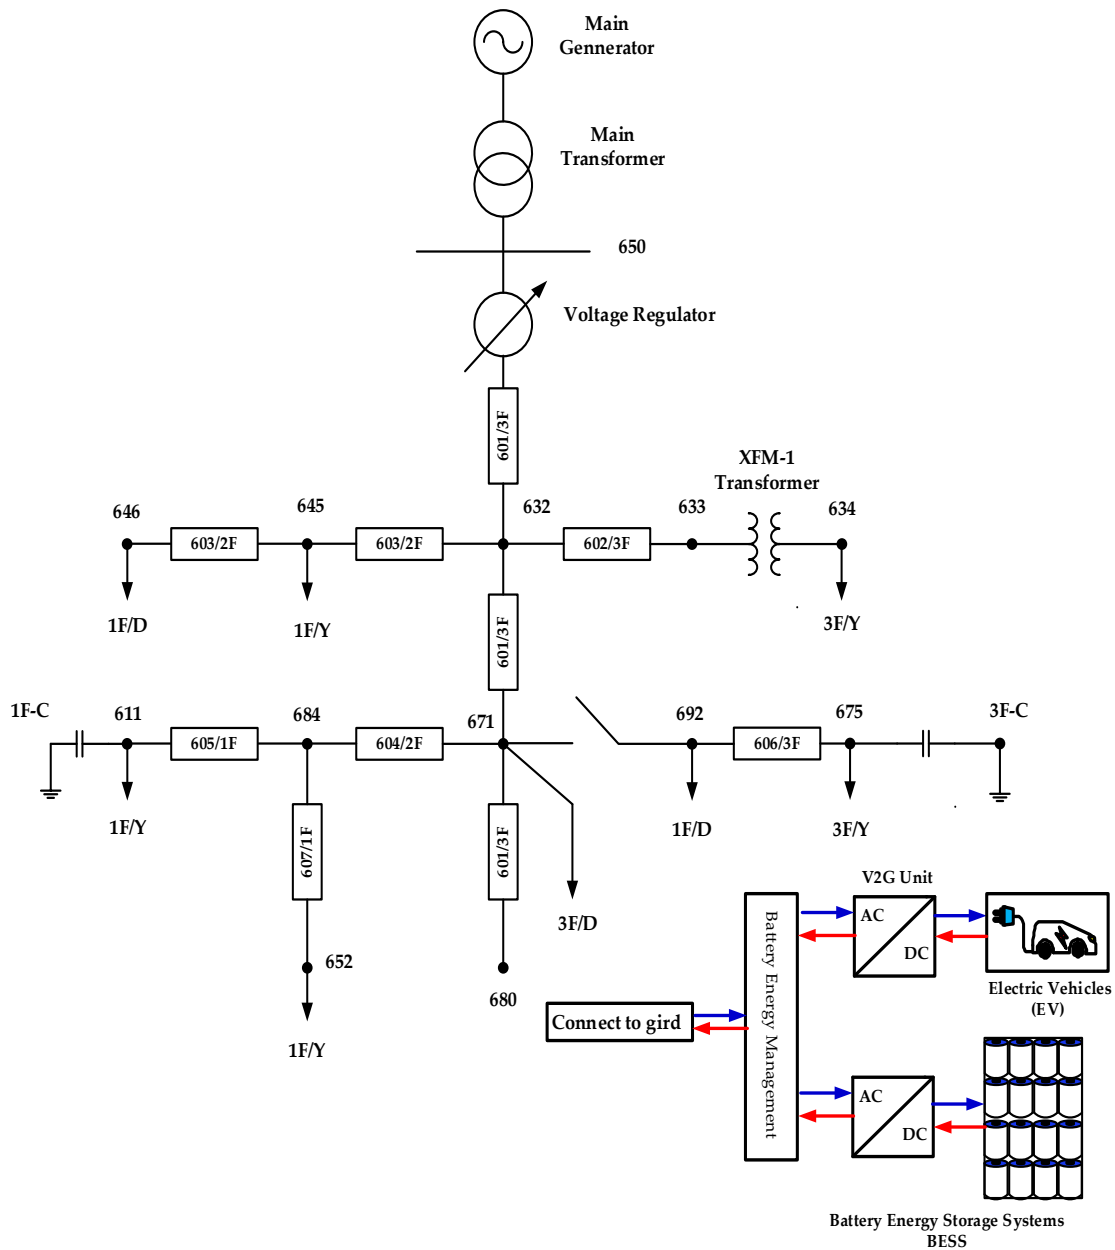 Main
Gennerator
Main
Transformer
650
Voltage Regulator
601/3F
XFM-1
Transformer
646
645
632
633
634
603/2F
603/2F
602/3F
1F/D
1F/Y
3F/Y
601/3F
1F-C
611
684
671
692
675
3F-C
605/1F
604/2F
606/3F
1F/Y
1F/D
3F/Y
607/1F
601/3F
3F/D
652
680
1F/Y
V2G Unit
AC
DC
Electric Vehicles
(EV)
Connect to gird
Battery Energy Management
AC
DC
Battery Energy Storage Systems
BESS